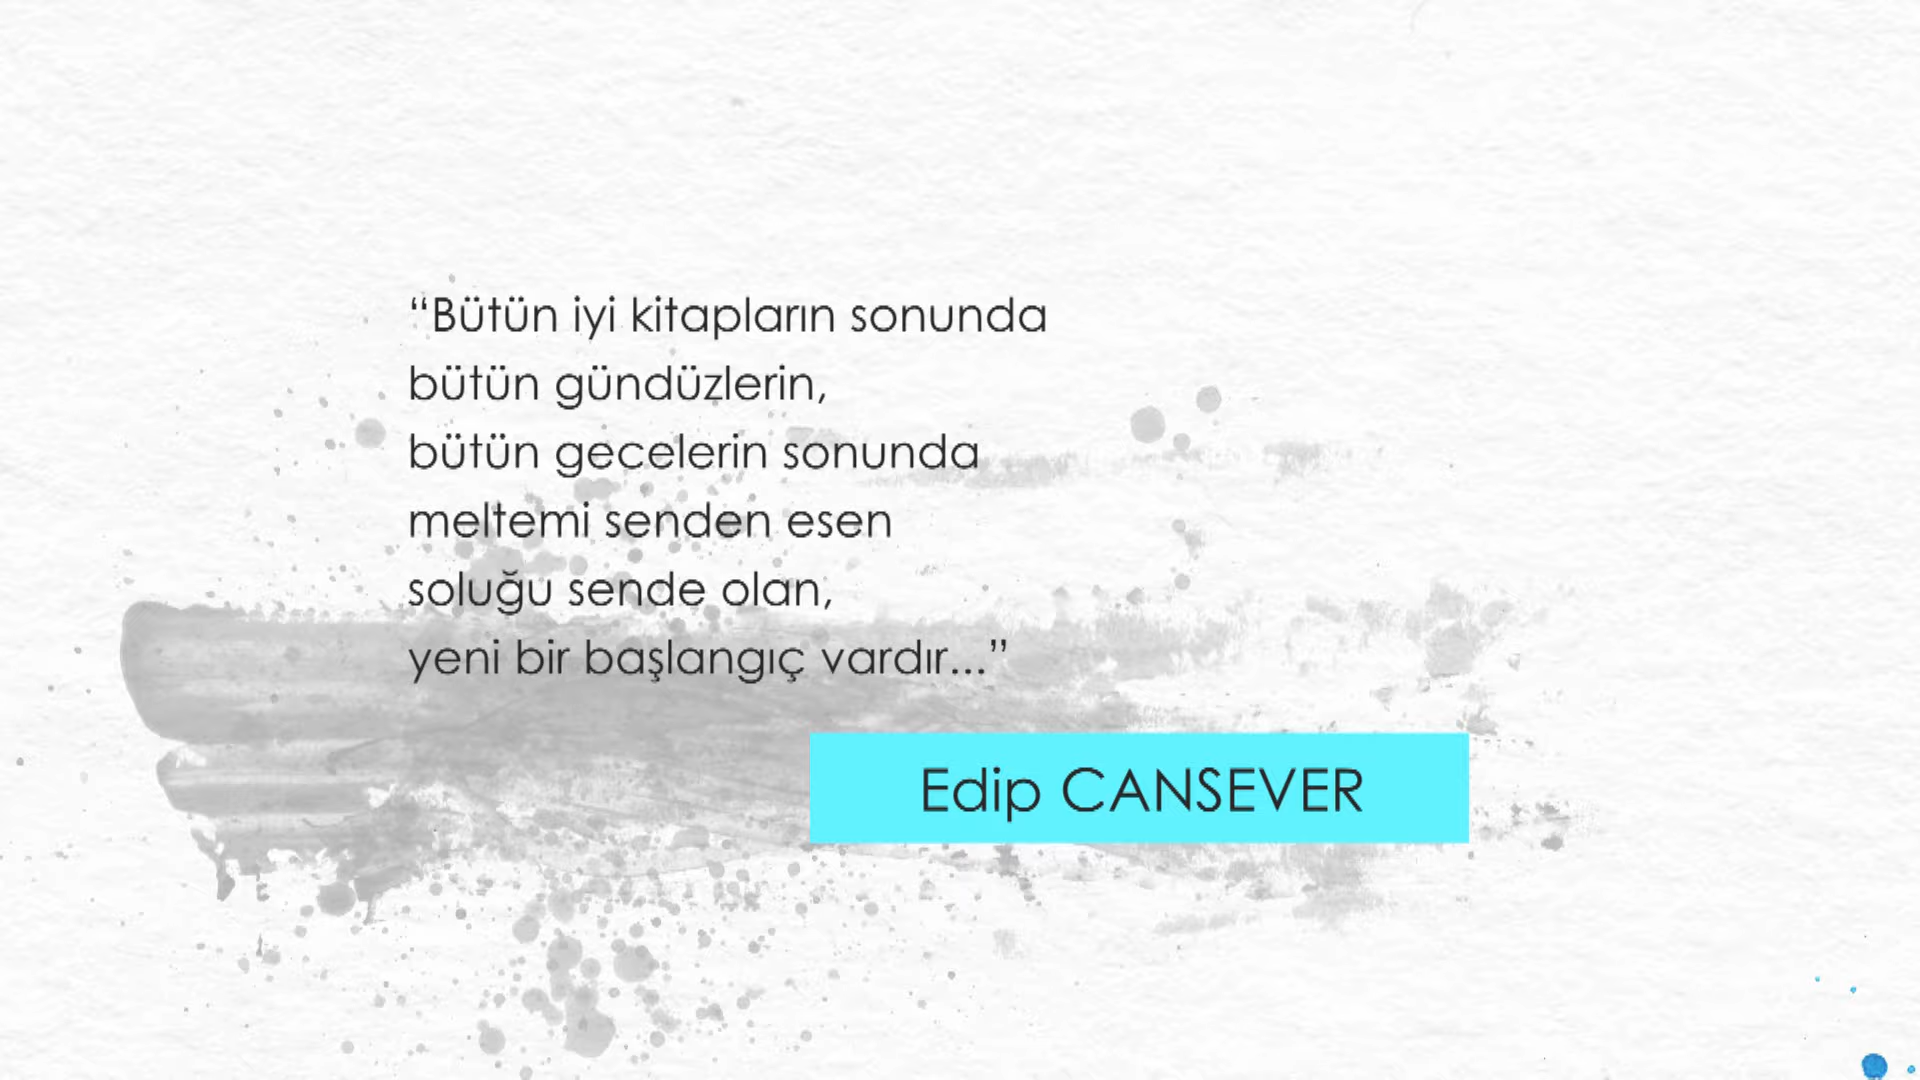 “Bütün iyi kitapların sonunda
bütün gündüzlerin,
bütün gecelerin sonunda
meltemi senden esen
soluğu sende olan,
yeni bir başlangıç vardır...”
Edip CANSEVER